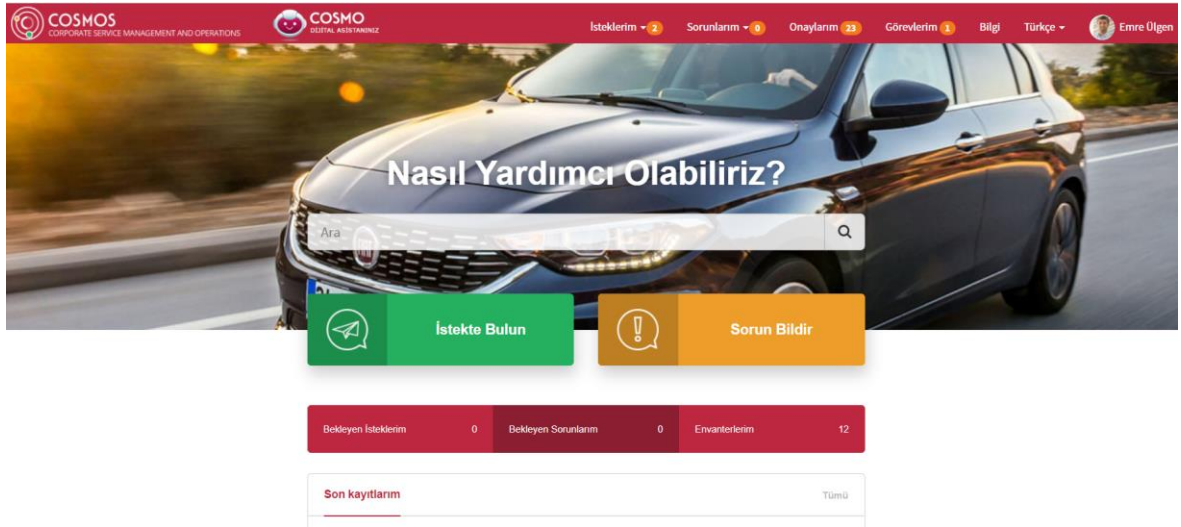 COSMOS
CORPORATE SERVICE MANAGEMENT AND OPERATIONS
COSMO
DİJİTAL ASİSTANINIZ
İsteklerim 2
Sorunlarım 0
Onaylarım 23
Görevlerim 1
Bilgi
Türkçe
Emre Ülgen
Nasıl Yardımcı Olabiliriz?
Ara
FIAT
İstekte Bulun
Sorun Bildir
Bekleyen İsteklerim 0
Bekleyen Sorunlarım 0
Envanterlerim 12
Son kayıtlarım
Tümü